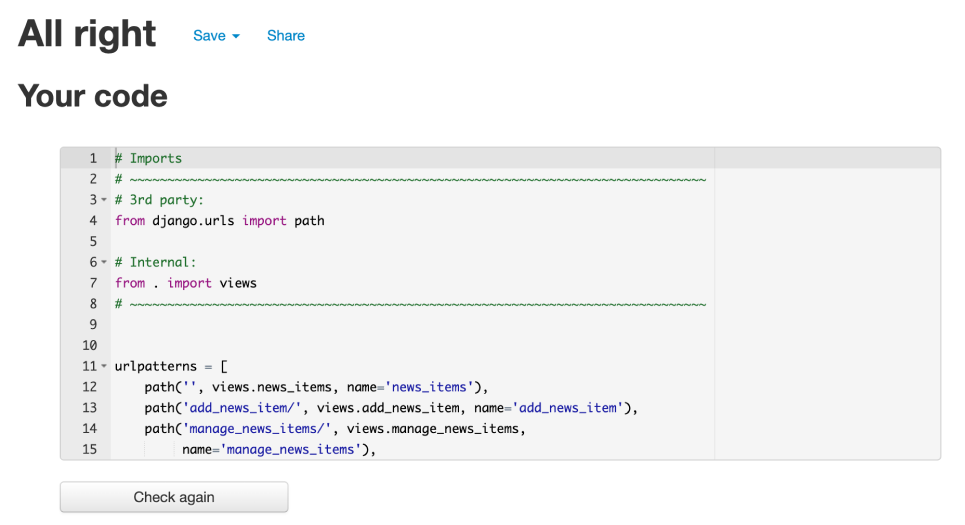 All right Save Share
Your code
1 # Imports
2 # ~~~~~~~~~~~~~~~~~~~~~~~~~~~~~~~~~~~~~~~~~~~~~~~~~~~~~~~~~~~~~~~~~~~~~~~~~~~~~
3 # 3rd party:
4 from django.urls import path
5
6 # Internal:
7 from . import views
8 # ~~~~~~~~~~~~~~~~~~~~~~~~~~~~~~~~~~~~~~~~~~~~~~~~~~~~~~~~~~~~~~~~~~~~~~~~~~~~~
9
10
11 urlpatterns = [
12     path('', views.news_items, name='news_items'),
13     path('add_news_item/', views.add_news_item, name='add_news_item'),
14     path('manage_news_items/', views.manage_news_items,
15          name='manage_news_items'),
Check again